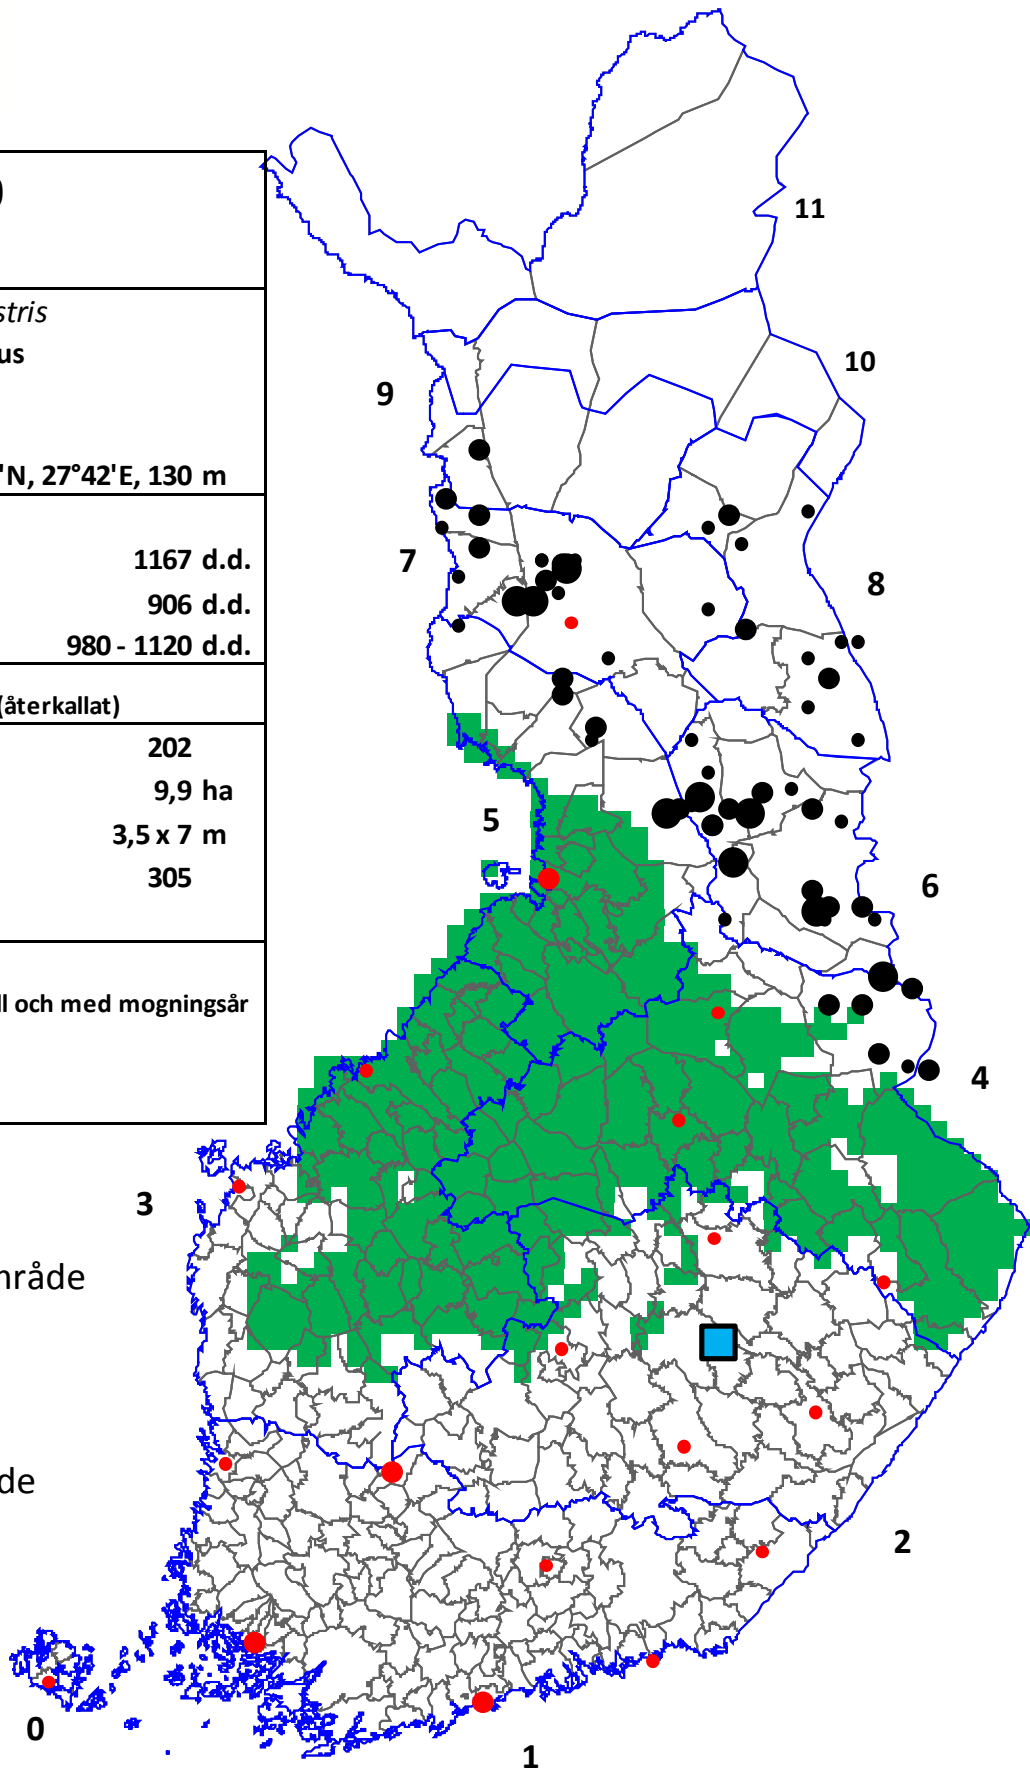 )
stris
us
'N, 27°42'E, 130 m
1167 d.d.
906 d.d.
980 - 1120 d.d.
(återkallat)
202
9,9 ha
3,5 x 7 m
305
ll och med mogningsår
mråde
de
11
10
9
7
8
5
6
4
3
2
0
1